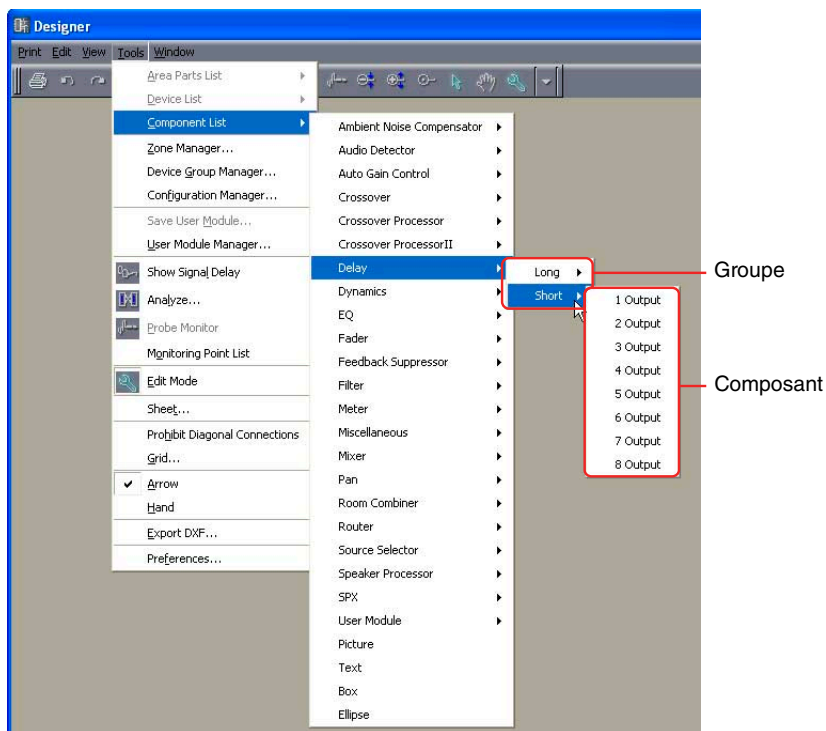 Designer
Print Edit View Tools Window
Area Parts List
Device List
Component List
Zone Manager...
Device Group Manager...
Configuration Manager...
Save User Module...
User Module Manager...
Show Signal Delay
Analyze...
Probe Monitor
Monitoring Point List
Edit Mode
Sheet...
Prohibit Diagonal Connections
Grid...
Arrow
Hand
Export DXF...
Preferences...
Ambient Noise Compensator
Audio Detector
Auto Gain Control
Crossover
Crossover Processor
Crossover ProcessorII
Delay
Dynamics
EQ
Fader
Feedback Suppressor
Filter
Meter
Miscellaneous
Mixer
Pan
Room Combiner
Router
Source Selector
Speaker Processor
SPX
User Module
Picture
Text
Box
Ellipse
Long
Short
Groupe
1 Output
2 Output
3 Output
4 Output
5 Output
6 Output
7 Output
8 Output
Composant